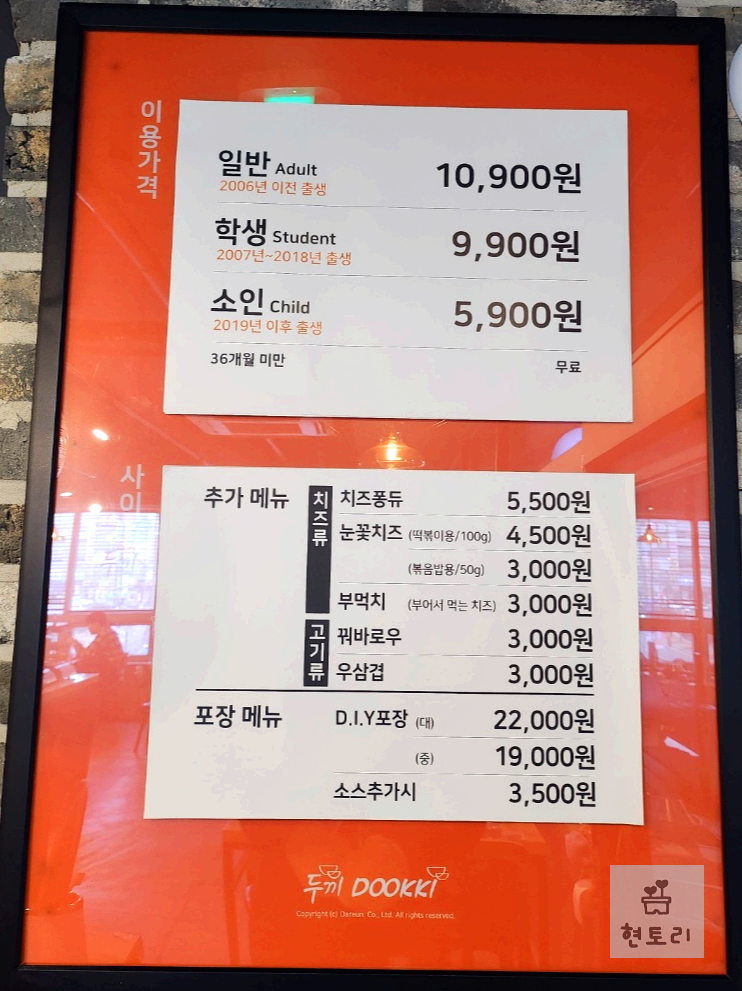 이용가격
일반 Adult 10,900원
2006년 이전 출생
학생 Student 9,900원
2007년~2018년 출생
소인 Child 5,900원
2019년 이후 출생
36개월 미만 무료
사이
추가 메뉴 치즈류 치즈퐁듀 5,500원
눈꽃치즈 (떡볶이용/100g) 4,500원
(볶음밥용/50g) 3,000원
부먹치 (부어서 먹는 치즈) 3,000원
고기류 꿔바로우 3,000원
우삼겹 3,000원
포장 메뉴 D.I.Y포장 (대) 22,000원
(중) 19,000원
소스추가시 3,500원
두끼 DOOKKI
Copyright (c) Dareun. Co., Ltd. All rights reserved.
현토리